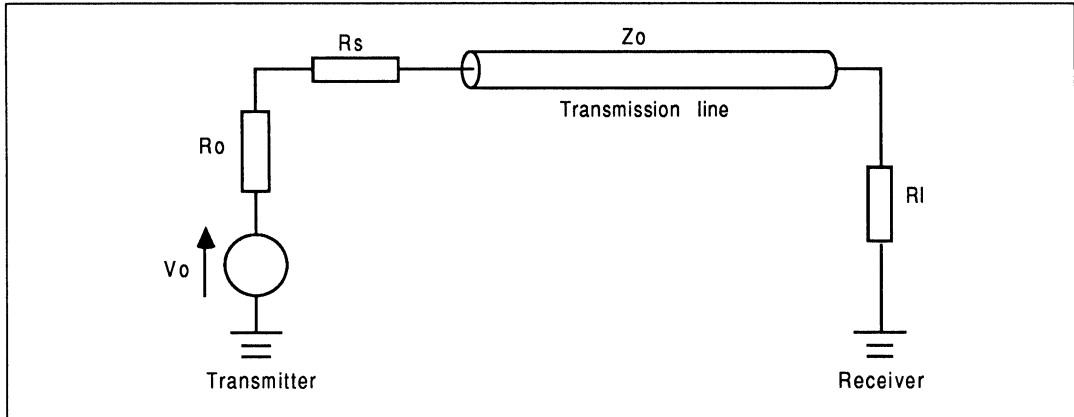 Rs
Zo
Transmission line
Ro
Rl
Vo
Transmitter
Receiver